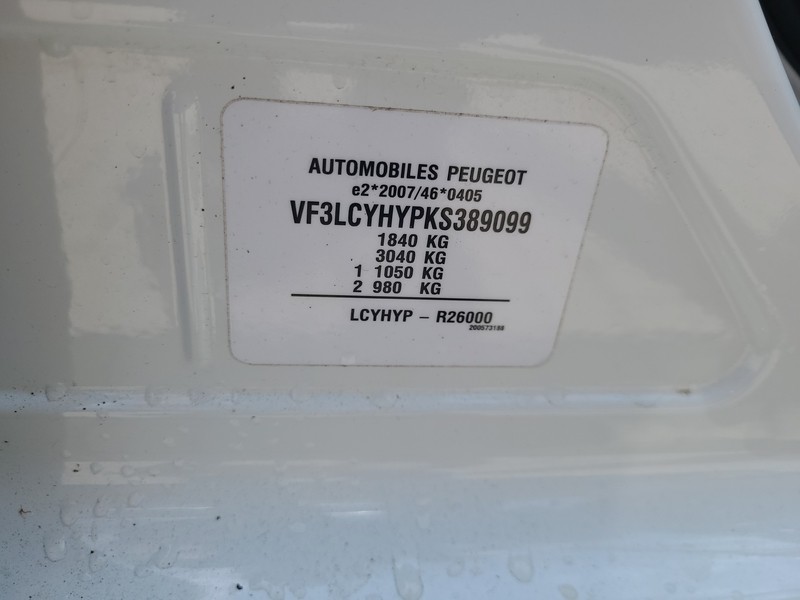 AUTOMOBILES PEUGEOT
e2*2007/46*0405
VF3LCYHYPKS389099
1840 KG
3040 KG
1 1050 KG
2 980 KG
LCYHYP – R26000
200573188